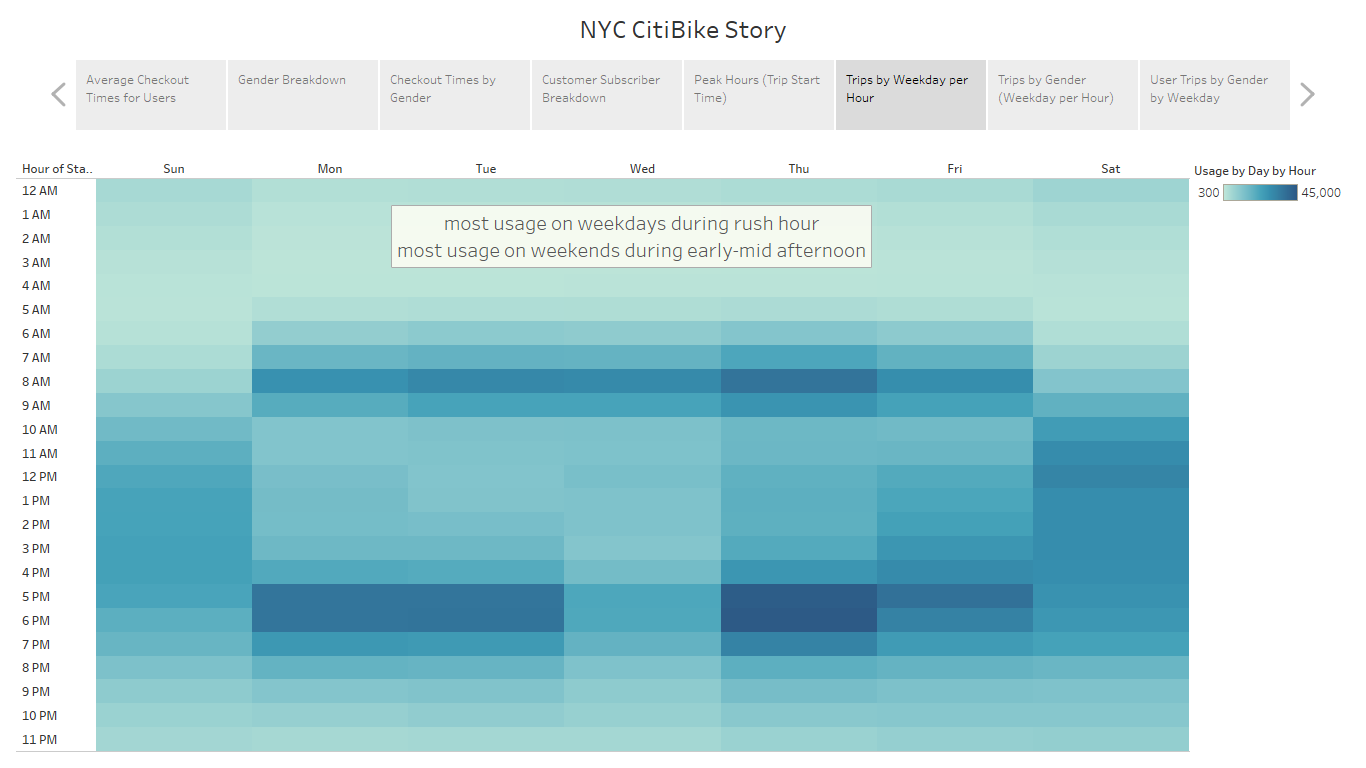 NYC CitiBike Story
Average Checkout
Times for Users
Gender Breakdown
Checkout Times by
Gender
Customer Subscriber
Breakdown
Peak Hours (Trip Start
Time)
Trips by Weekday per
Hour
Trips by Gender
(Weekday per Hour)
User Trips by Gender
by Weekday
Hour of Sta.. Sun Mon Tue Wed Thu Fri Sat
Usage by Day by Hour
300 45,000
12 AM
1 AM
most usage on weekdays during rush hour
2 AM
most usage on weekends during early-mid afternoon
3 AM
4 AM
5 AM
6 AM
7 AM
8 AM
9 AM
10 AM
11 AM
12 PM
1 PM
2 PM
3 PM
4 PM
5 PM
6 PM
7 PM
8 PM
9 PM
10 PM
11 PM